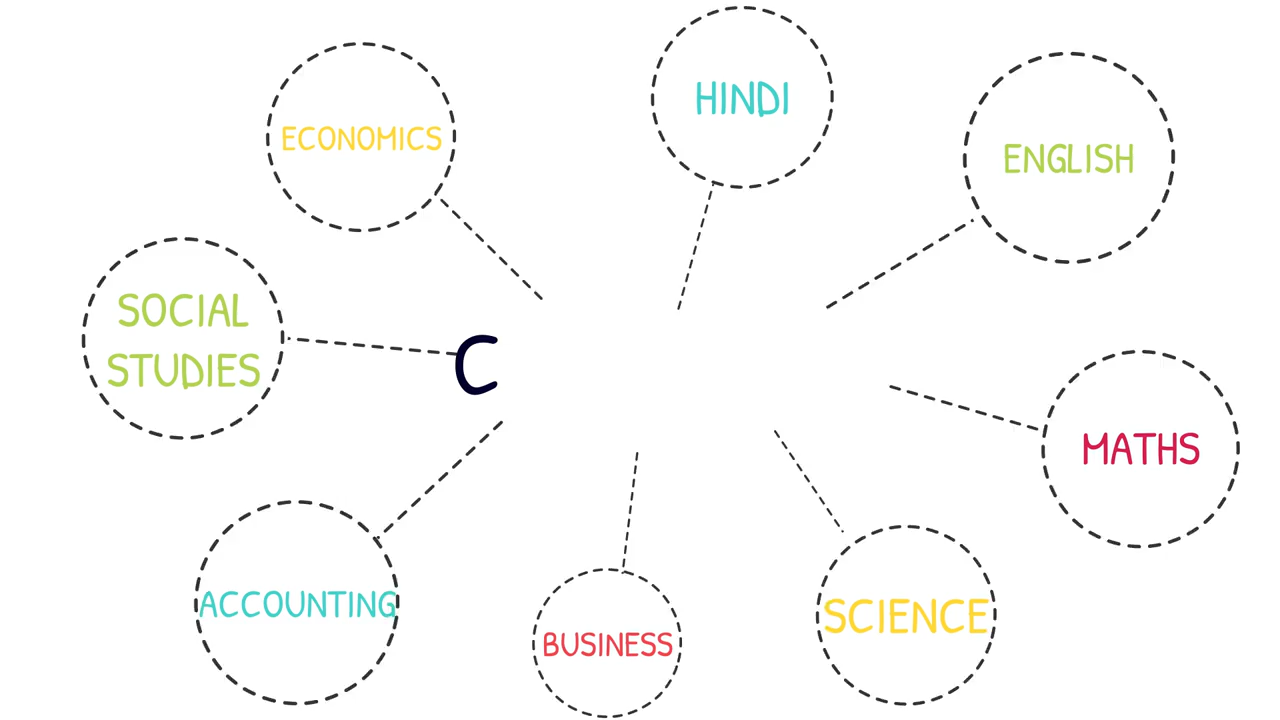 HINDI
ECONOMICS
ENGLISH
SOCIAL
STUDIES
C
MATHS
ACCOUNTING
SCIENCE
BUSINESS